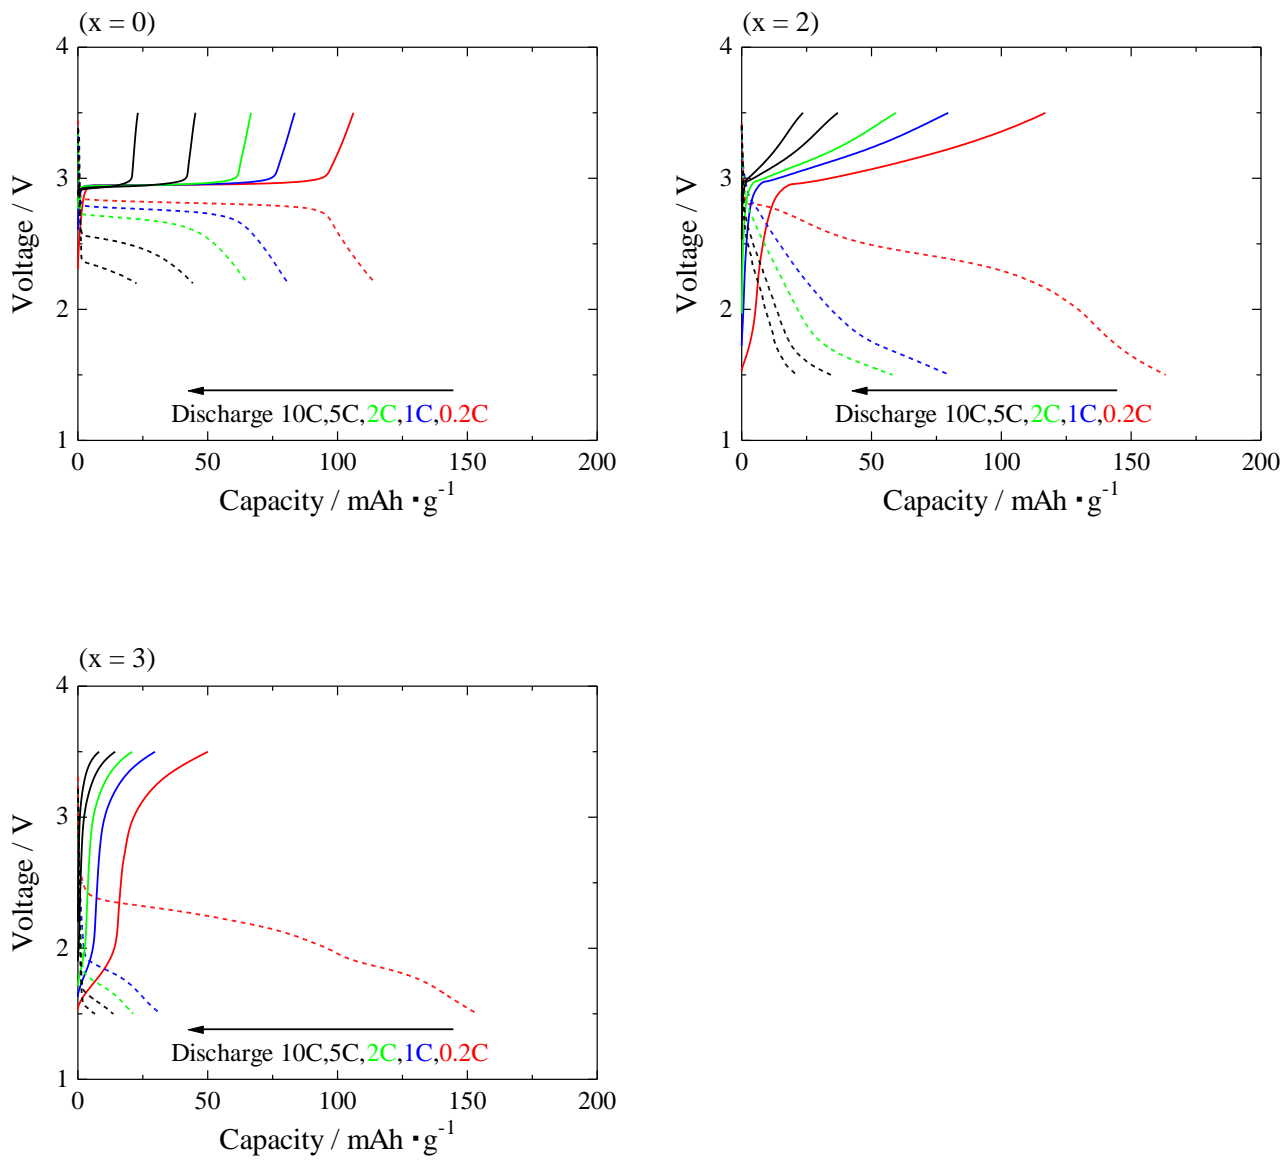 (x = 0)
4
3
2
1
Voltage / V
Discharge 10C,5C,2C,1C,0.2C
0 50 100 150 200
Capacity / mAh・g⁻¹
(x = 2)
4
3
2
1
Voltage / V
Discharge 10C,5C,2C,1C,0.2C
0 50 100 150 200
Capacity / mAh・g⁻¹
(x = 3)
4
3
2
1
Voltage / V
Discharge 10C,5C,2C,1C,0.2C
0 50 100 150 200
Capacity / mAh・g⁻¹